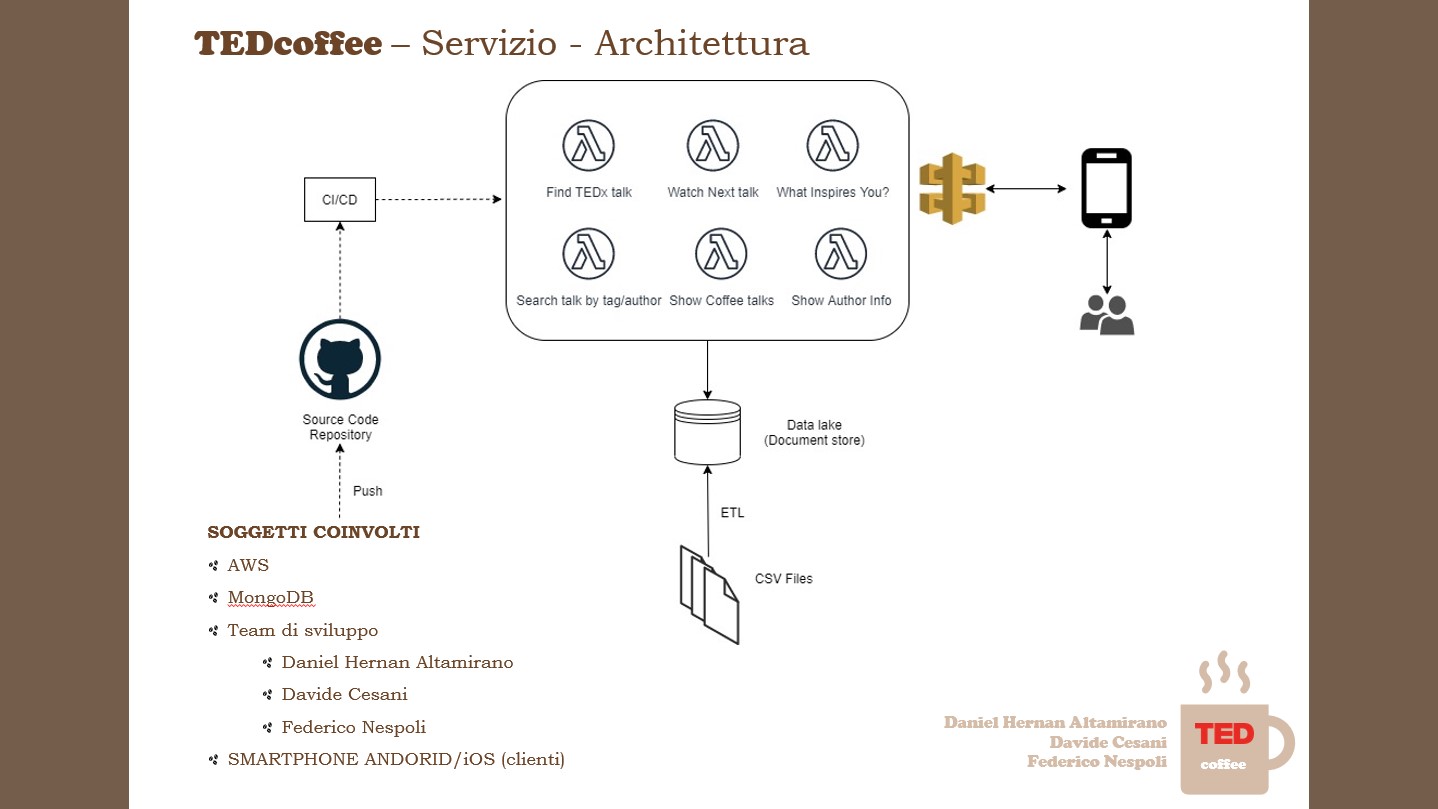 TEDcoffee – Servizio - Architettura
Find TEDx talk
Watch Next talk
What Inspires You?
CI/CD
Search talk by tag/author
Show Coffee talks
Show Author Info
Source Code
Repository
Data lake
(Document store)
Push
ETL
SOGGETTI COINVOLTI
AWS
CSV Files
MongoDB
Team di sviluppo
Daniel Hernan Altamirano
Davide Cesani
Federico Nespoli
SMARTPHONE ANDORID/iOS (clienti)
Daniel Hernan Altamirano
Davide Cesani
Federico Nespoli
TED
coffee